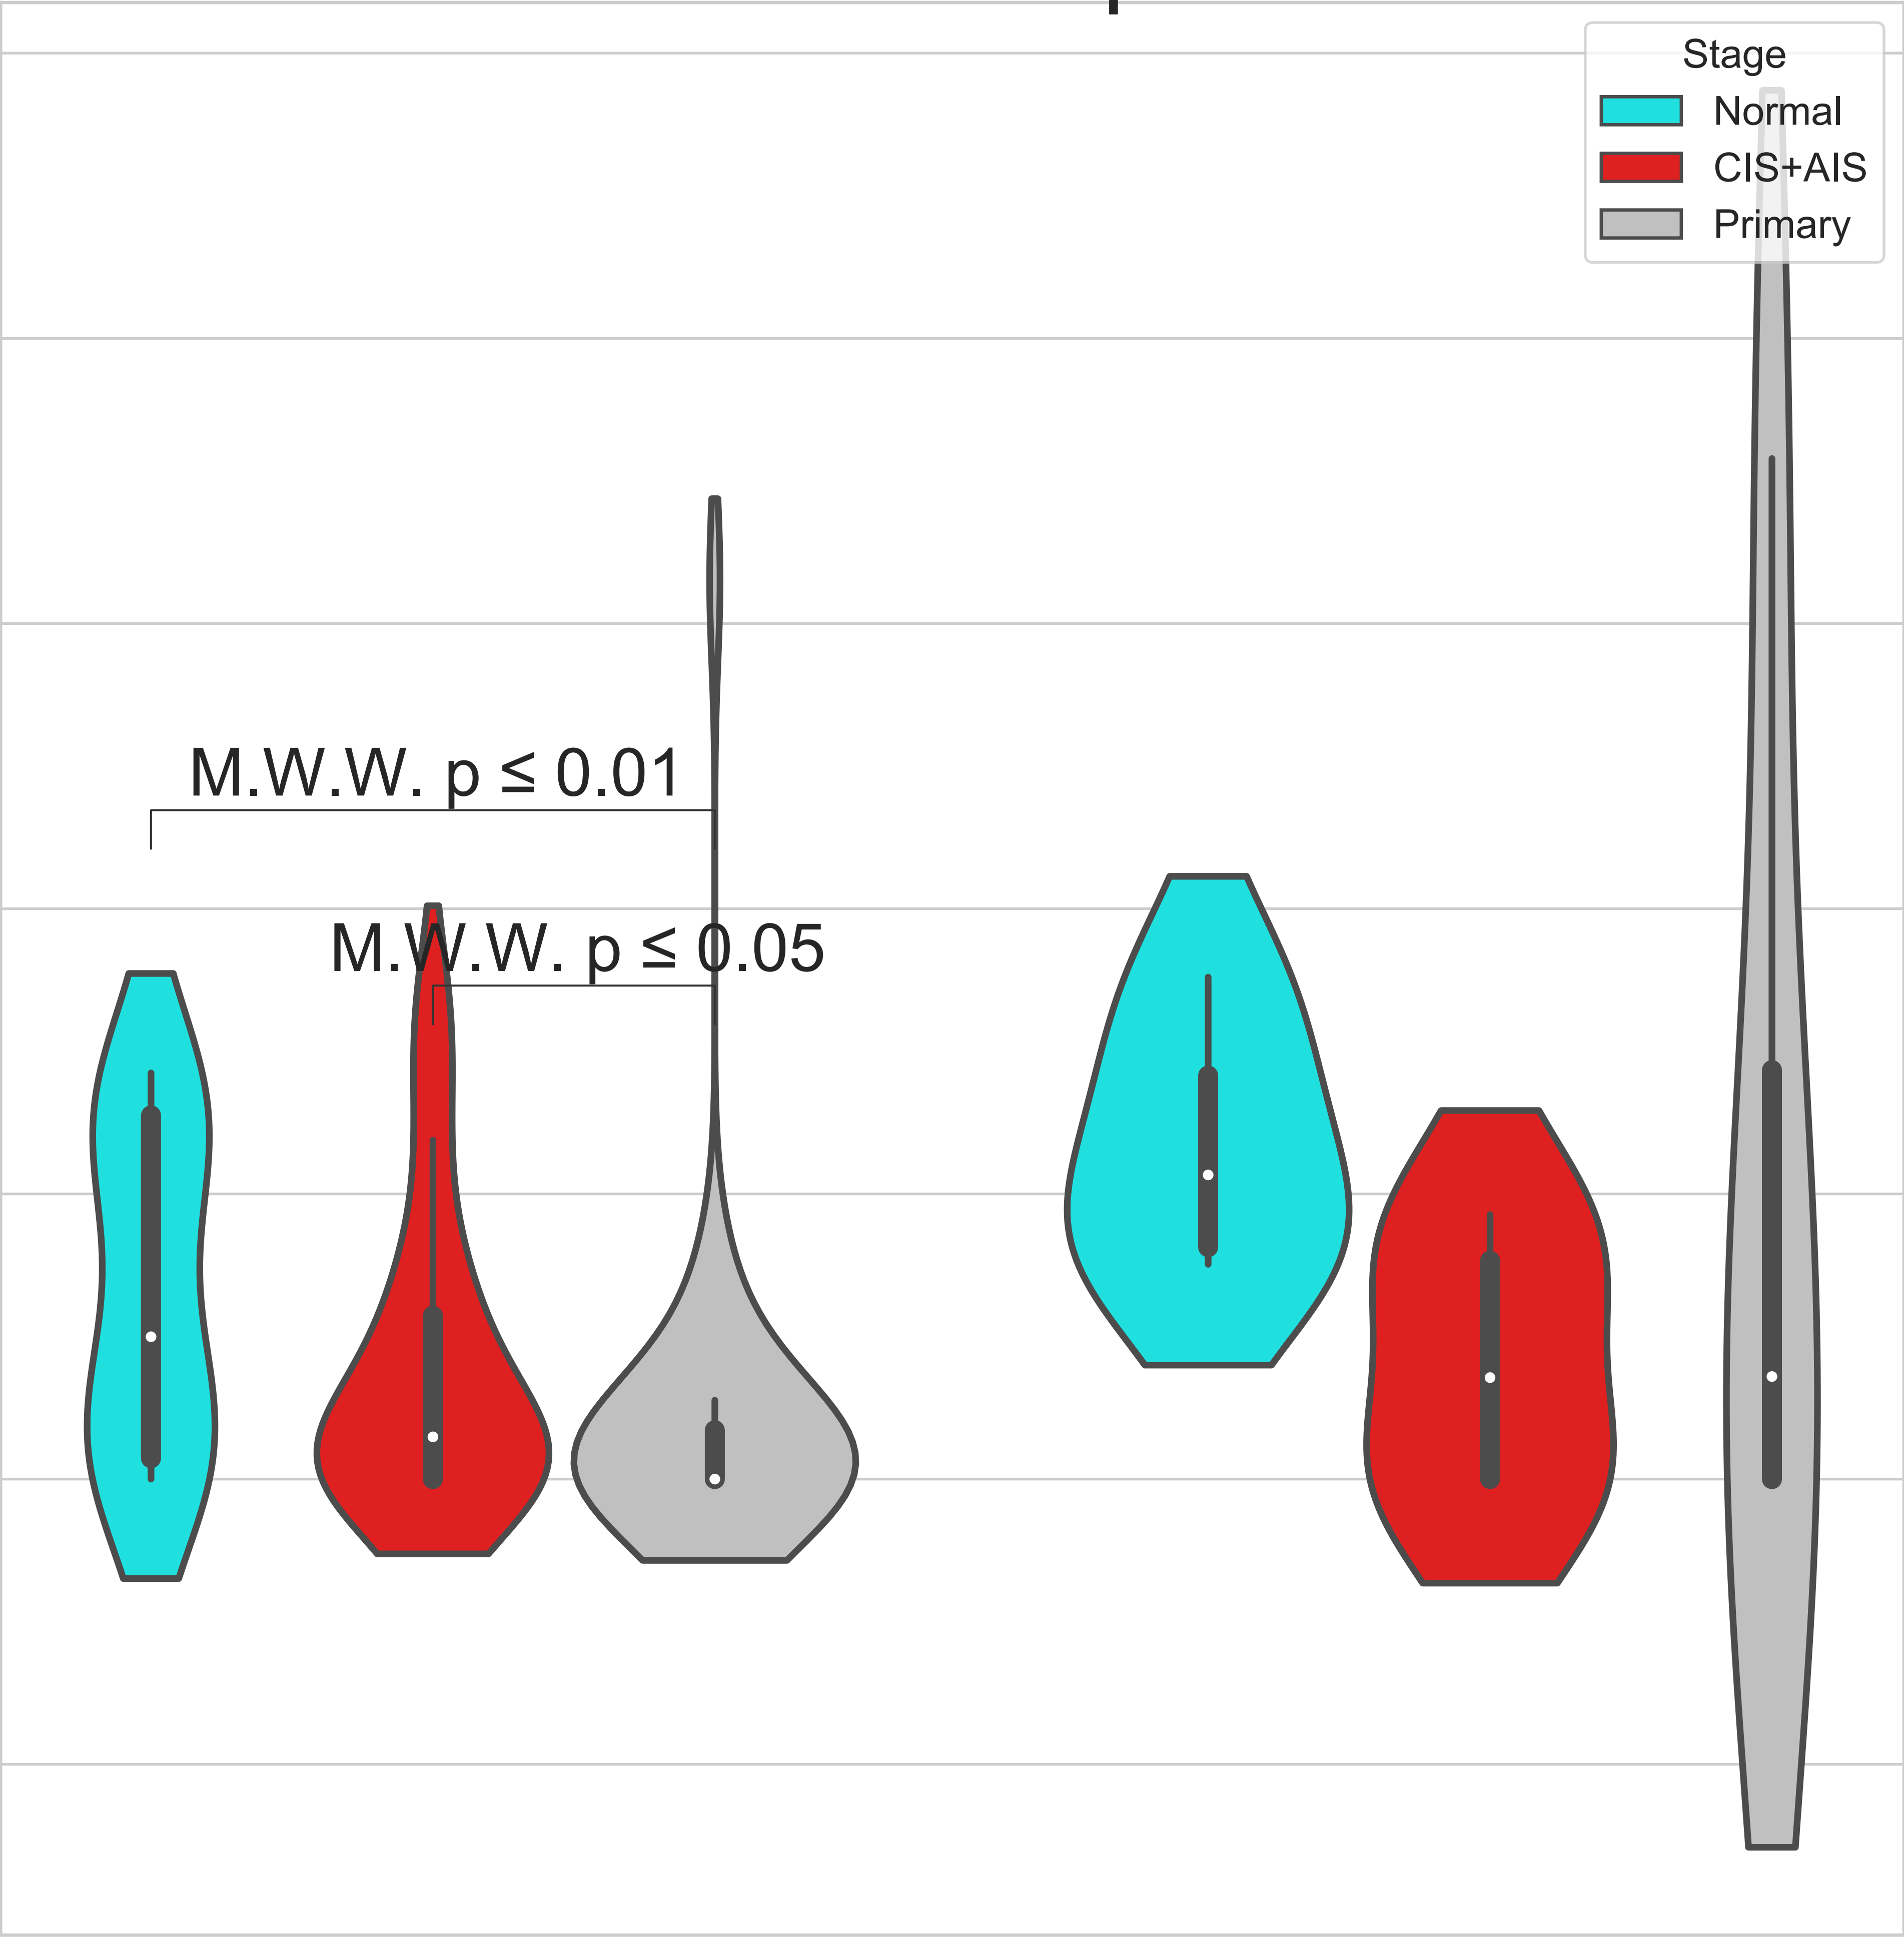 Stage
Normal
CIS+AIS
Primary
M.W.W. p ≤ 0.01
M.W.W. p ≤ 0.05